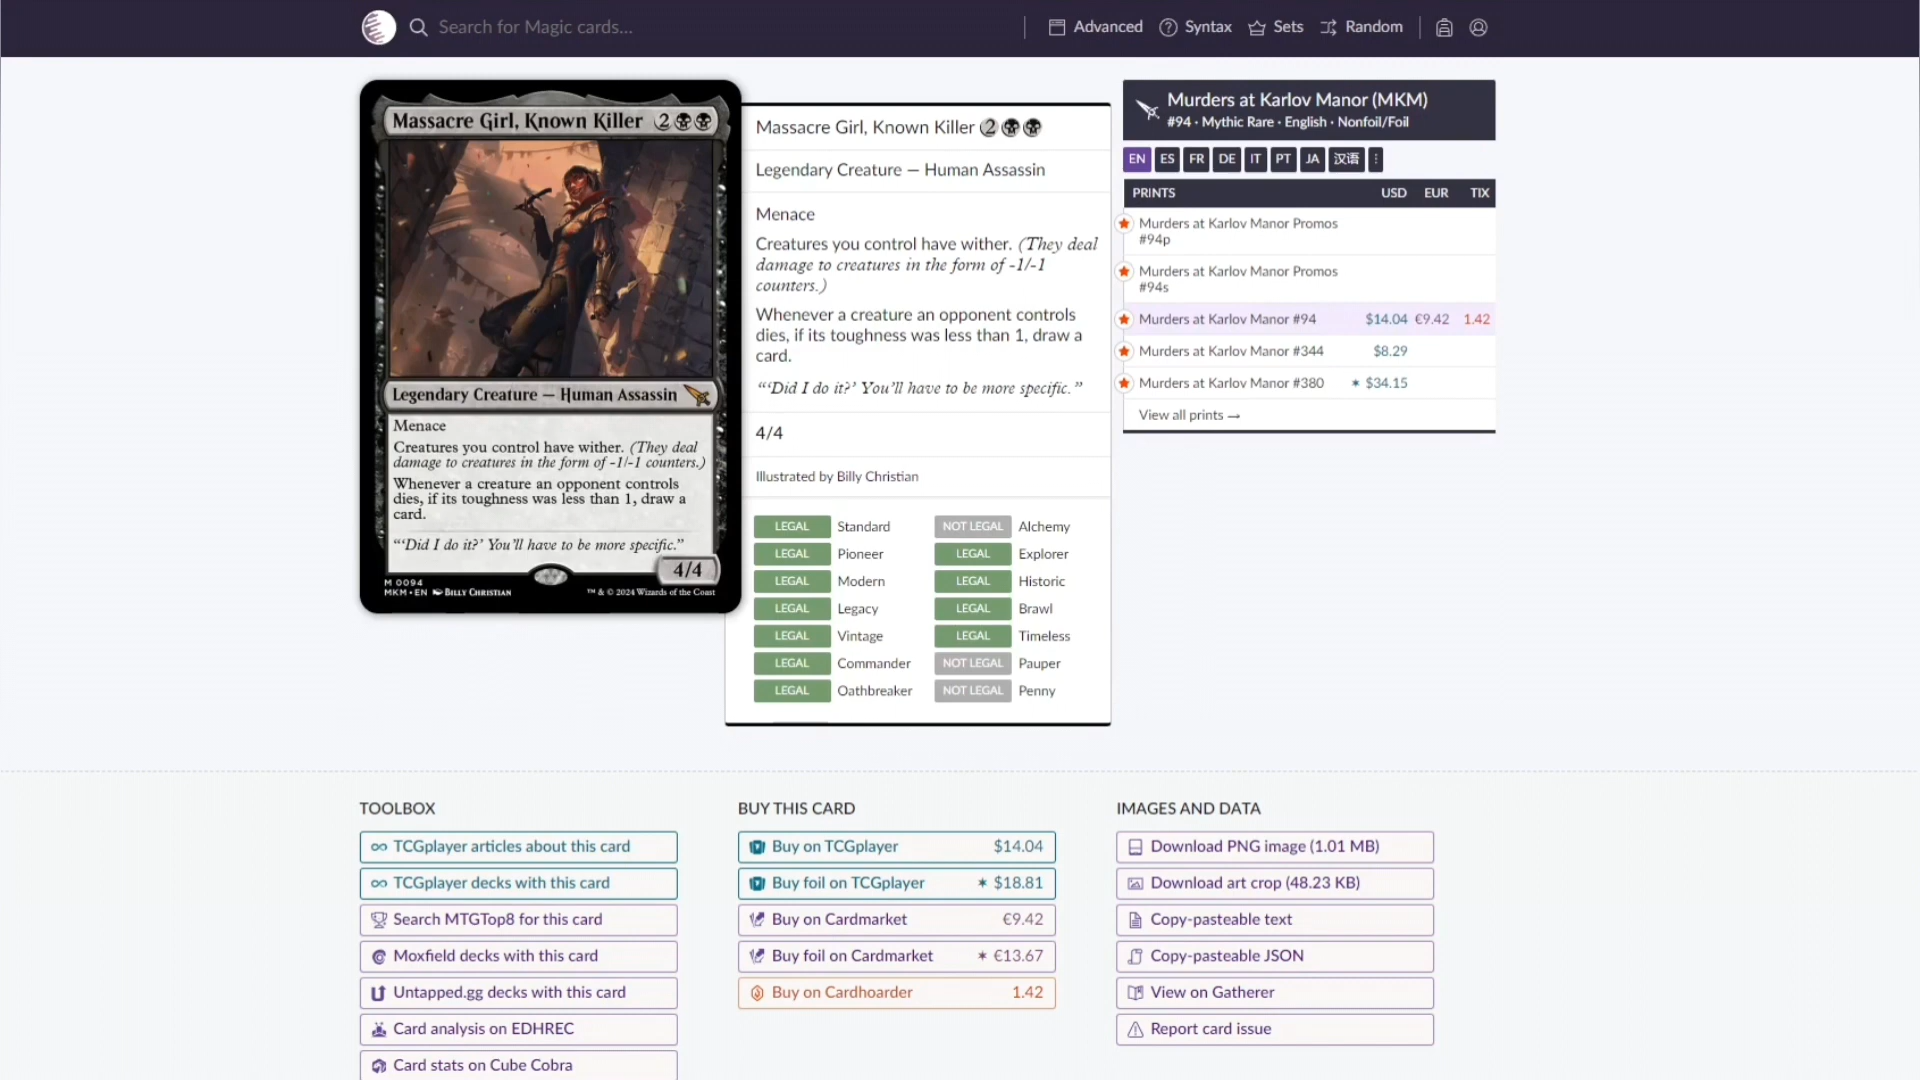 Search for Magic cards...
Advanced
Syntax
Sets
Random
Massacre Girl, Known Killer 2
Legendary Creature — Human Assassin
Menace
Creatures you control have wither. (They deal
damage to creatures in the form of -1/-1 counters.)
Whenever a creature an opponent controls
dies, if its toughness was less than 1, draw a
card.
“‘Did I do it?’ You’ll have to be more specific.”
4/4
M 0094
MKM • EN BILLY CHRISTIAN
™ & © 2024 Wizards of the Coast
Massacre Girl, Known Killer 2
Legendary Creature — Human Assassin
Menace
Creatures you control have wither. (They deal
damage to creatures in the form of -1/-1
counters.)
Whenever a creature an opponent controls
dies, if its toughness was less than 1, draw a
card.
“‘Did I do it?’ You’ll have to be more specific.”
4/4
Illustrated by Billy Christian
LEGAL Standard NOT LEGAL Alchemy
LEGAL Pioneer LEGAL Explorer
LEGAL Modern LEGAL Historic
LEGAL Legacy LEGAL Brawl
LEGAL Vintage LEGAL Timeless
LEGAL Commander NOT LEGAL Pauper
LEGAL Oathbreaker NOT LEGAL Penny
Murders at Karlov Manor (MKM)
#94 · Mythic Rare · English · Nonfoil/Foil
EN ES FR DE IT PT JA 汉语
PRINTS USD EUR TIX
Murders at Karlov Manor Promos
#94p
Murders at Karlov Manor Promos
#94s
Murders at Karlov Manor #94 $14.04 €9.42 1.42
Murders at Karlov Manor #344 $8.29
Murders at Karlov Manor #380 ✶ $34.15
View all prints →
TOOLBOX
TCGplayer articles about this card
TCGplayer decks with this card
Search MTGTop8 for this card
Moxfield decks with this card
Untapped.gg decks with this card
Card analysis on EDHREC
Card stats on Cube Cobra
BUY THIS CARD
Buy on TCGplayer $14.04
Buy foil on TCGplayer ✶ $18.81
Buy on Cardmarket €9.42
Buy foil on Cardmarket ✶ €13.67
Buy on Cardhoarder 1.42
IMAGES AND DATA
Download PNG image (1.01 MB)
Download art crop (48.23 KB)
Copy-pasteable text
Copy-pasteable JSON
View on Gatherer
Report card issue